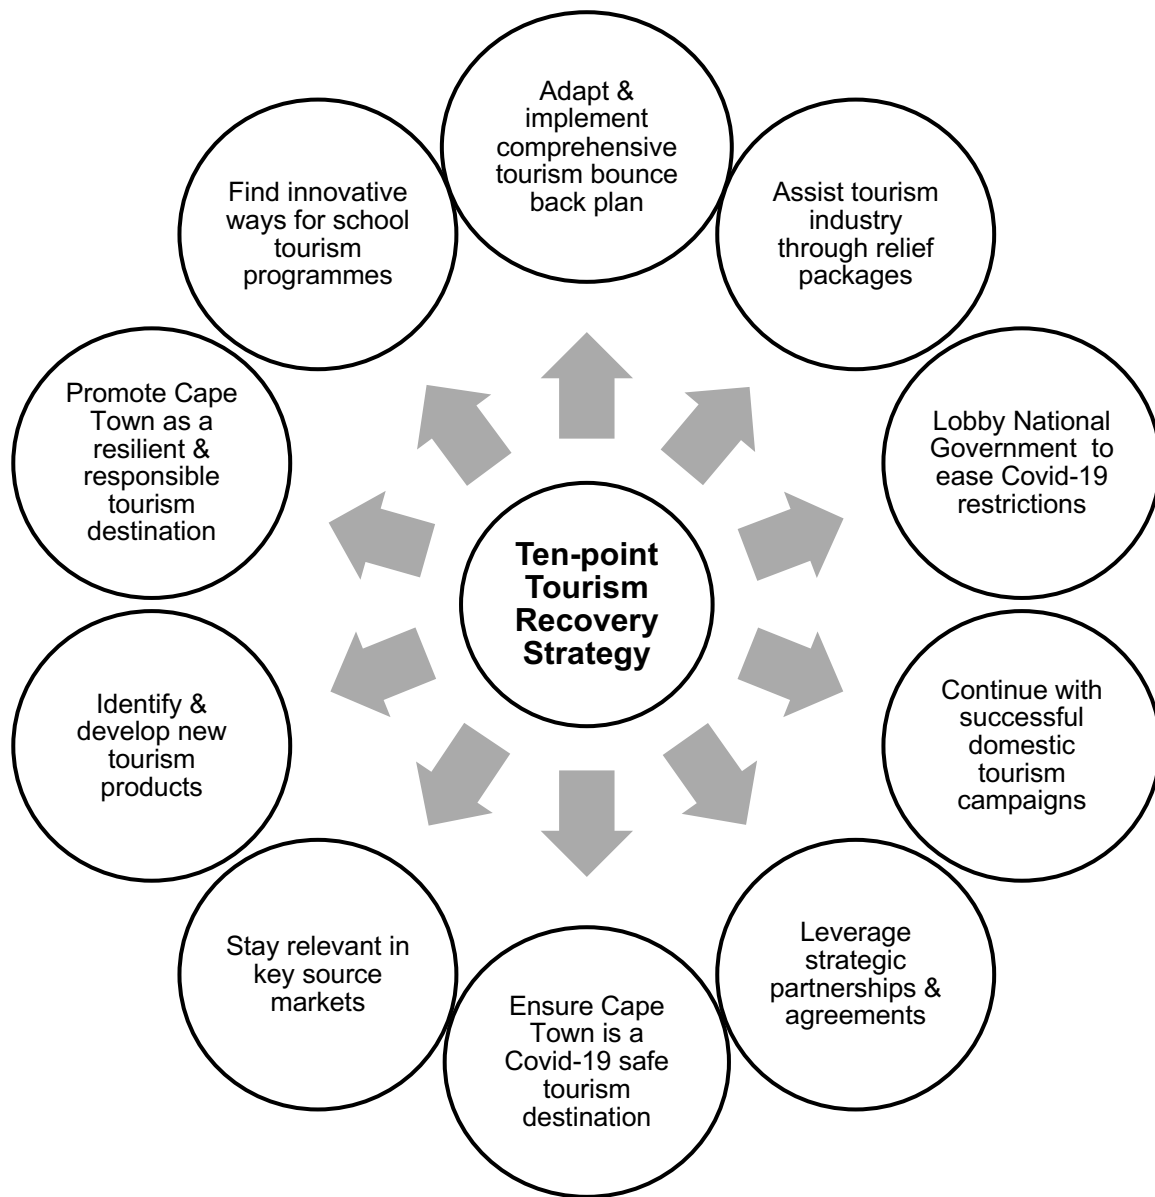 Adapt &
implement
comprehensive
tourism bounce
back plan
Assist tourism
industry
through relief
packages
Lobby National
Government to
ease Covid-19
restrictions
Continue with
successful
domestic
tourism
campaigns
Leverage
strategic
partnerships &
agreements
Ensure Cape
Town is a
Covid-19 safe
tourism
destination
Stay relevant in
key source
markets
Identify &
develop new
tourism
products
Promote Cape
Town as a
resilient &
responsible
tourism
destination
Find innovative
ways for school
tourism
programmes
Ten-point
Tourism
Recovery
Strategy